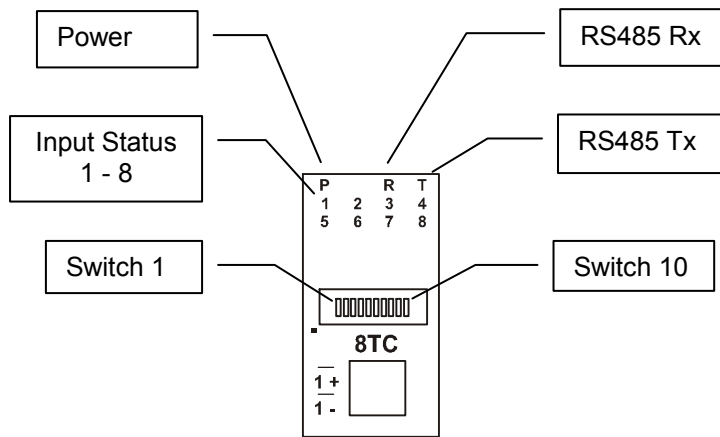 Power
RS485 Rx
Input Status
1 - 8
RS485 Tx
P R T
1 2 3 4
5 6 7 8
Switch 1
Switch 10
8TC
1 +
1 -